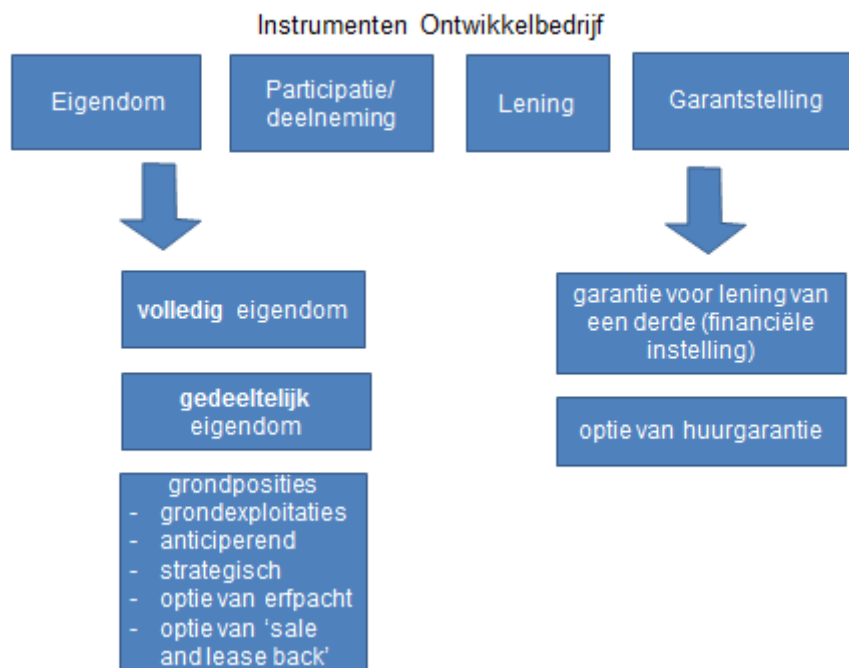 Instrumenten Ontwikkelbedrijf
Eigendom
Participatie/
deelneming
Lening
Garantstelling
volledig eigendom
gedeeltelijk
eigendom
grondposities
- grondexploitaties
- anticiperend
- strategisch
- optie van erfpacht
- optie van ‘sale
and lease back’
garantie voor lening van
een derde (financiële
instelling)
optie van huurgarantie